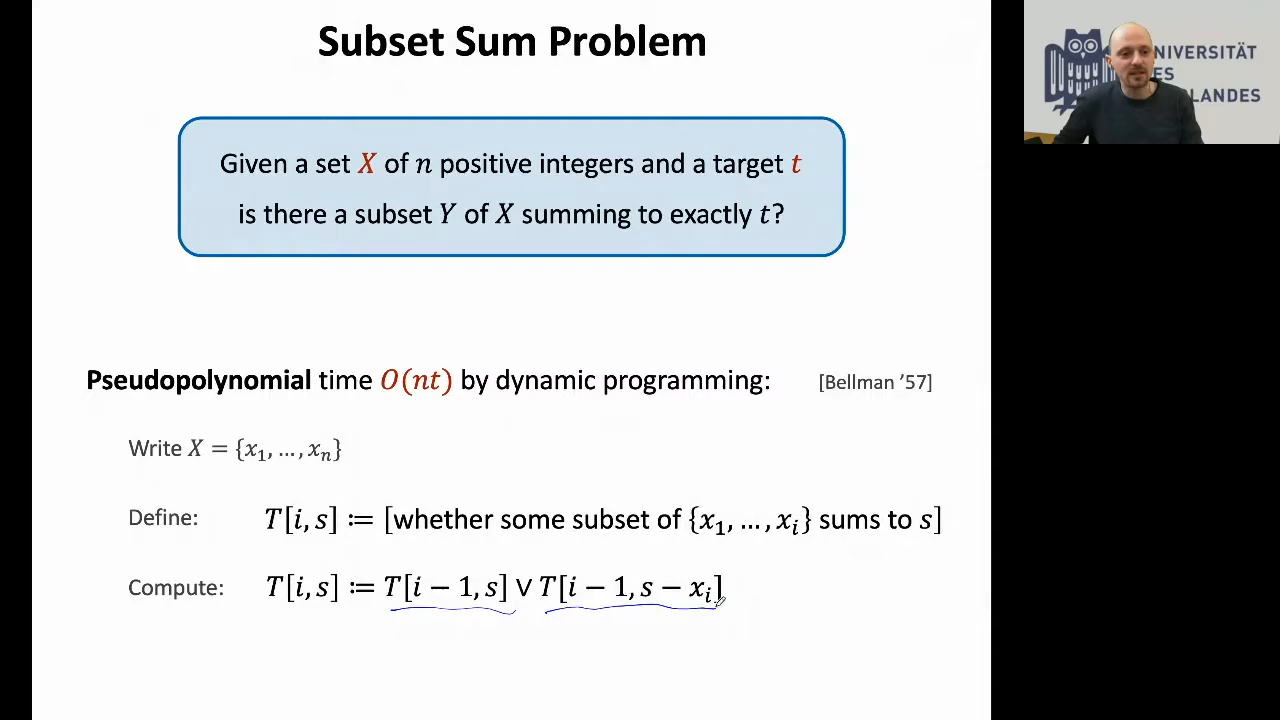 Subset Sum Problem
UNIVERSITÄT
ES
LANDES
Given a set X of n positive integers and a target t
is there a subset Y of X summing to exactly t?
Pseudopolynomial time O(nt) by dynamic programming: [Bellman ’57]
Write X = {x₁, …, xₙ}
Define: T[i, s] ≔ [whether some subset of {x₁, …, xᵢ} sums to s]
Compute: T[i, s] ≔ T[i − 1, s] ∨ T[i − 1, s − xᵢ]